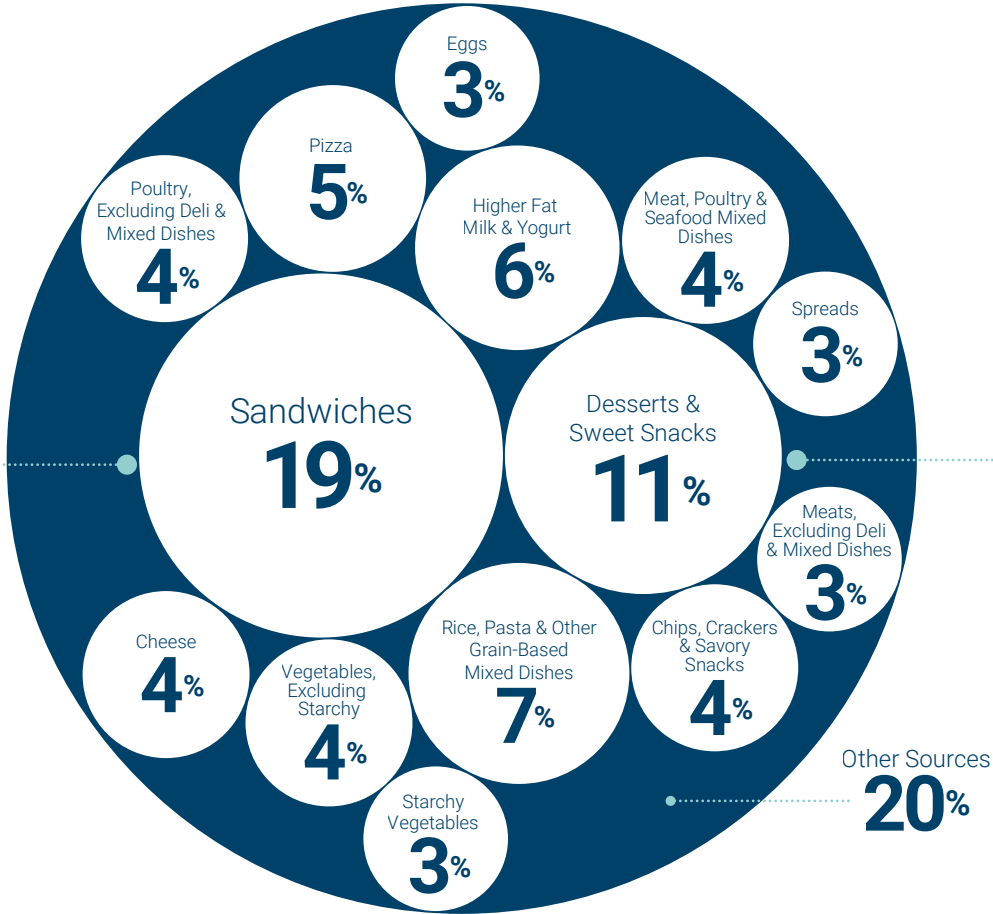 Eggs
3%
Pizza
5%
Poultry,
Excluding Deli &
Mixed Dishes
4%
Higher Fat
Milk & Yogurt
6%
Meat, Poultry &
Seafood Mixed
Dishes
4%
Spreads
3%
Sandwiches
19%
Desserts &
Sweet Snacks
11%
Meats,
Excluding Deli
& Mixed Dishes
3%
Cheese
4%
Vegetables,
Excluding
Starchy
4%
Rice, Pasta & Other
Grain-Based
Mixed Dishes
7%
Chips, Crackers
& Savory
Snacks
4%
Starchy
Vegetables
3%
Other Sources
20%